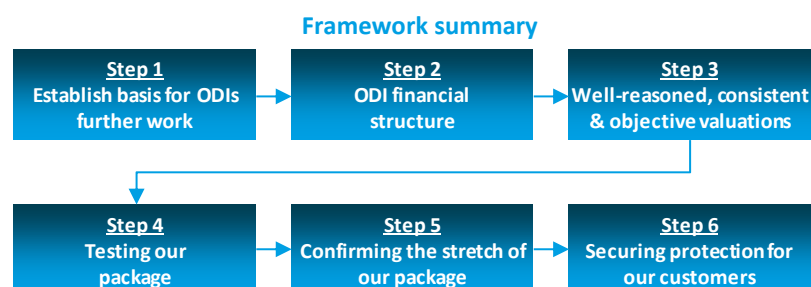 Framework summary
Step 1
Establish basis for ODIs
further work
Step 2
ODI financial
structure
Step 3
Well-reasoned, consistent
& objective valuations
Step 4
Testing our
package
Step 5
Confirming the stretch of
our package
Step 6
Securing protection for
our customers